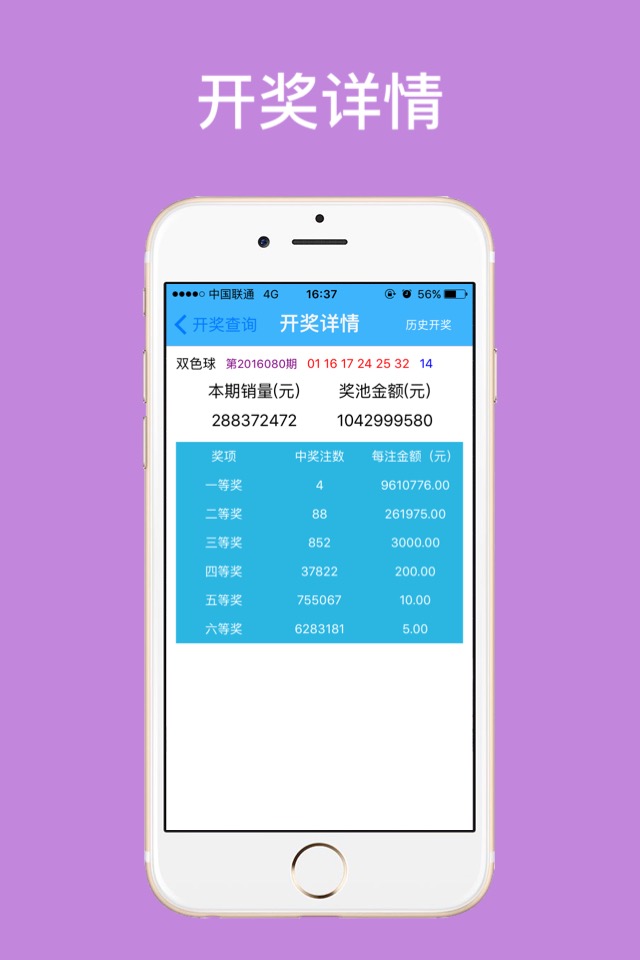 开奖详情
中国联通 4G 16:37 56%
开奖查询 开奖详情 历史开奖
双色球 第2016080期 01 16 17 24 25 32 14
本期销量(元) 奖池金额(元)
288372472 1042999580
奖项 中奖注数 每注金额（元）
一等奖 4 9610776.00
二等奖 88 261975.00
三等奖 852 3000.00
四等奖 37822 200.00
五等奖 755067 10.00
六等奖 6283181 5.00